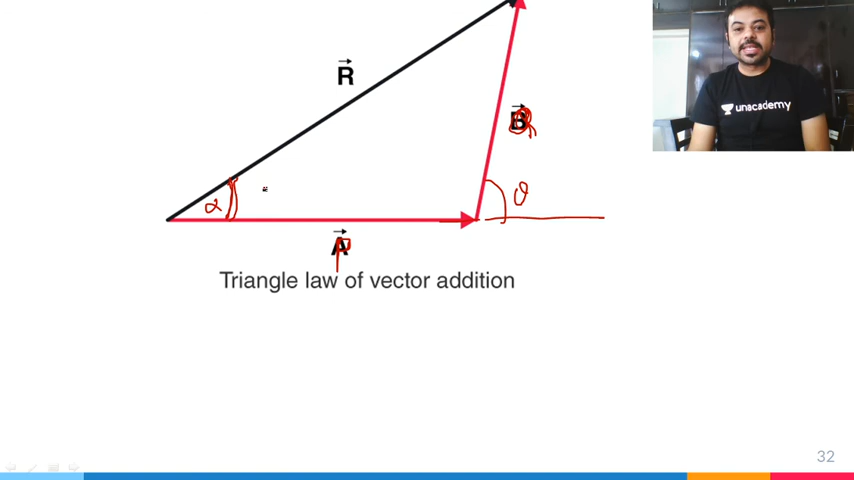 R
unacademy
B
θ
α
A
P
Triangle law of vector addition
32